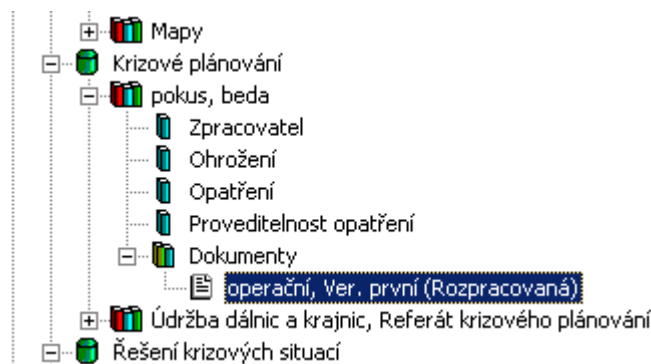 Mapy
Krizové plánování
pokus, beda
Zpracovatel
Ohrožení
Opatření
Proveditelnost opatření
Dokumenty
operační, Ver. první (Rozpracovaná)
Údržba dálnic a krajnic, Referát krizového plánování
Řešení krizových situací